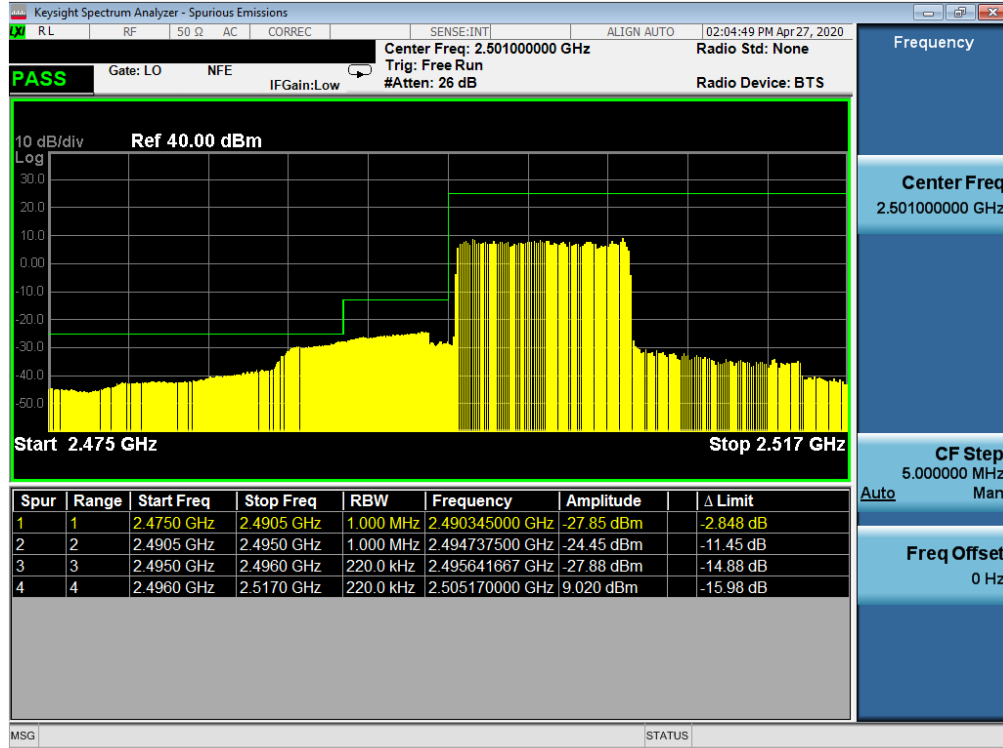 Keysight Spectrum Analyzer - Spurious Emissions
LXI RL RF 50 Ω AC CORREC SENSE:INT ALIGN AUTO 02:04:49 PM Apr 27, 2020
Center Freq: 2.501000000 GHz Radio Std: None
Trig: Free Run
PASS Gate: LO NFE IFGain:Low #Atten: 26 dB Radio Device: BTS
Frequency
10 dB/div Ref 40.00 dBm
Log
30.0
20.0
10.0
0.00
-10.0
-20.0
-30.0
-40.0
-50.0
Start 2.475 GHz Stop 2.517 GHz
Spur Range Start Freq Stop Freq RBW Frequency Amplitude Δ Limit
1 1 2.4750 GHz 2.4905 GHz 1.000 MHz 2.490345000 GHz -27.85 dBm -2.848 dB
2 2 2.4905 GHz 2.4950 GHz 1.000 MHz 2.494737500 GHz -24.45 dBm -11.45 dB
3 3 2.4950 GHz 2.4960 GHz 220.0 kHz 2.495641667 GHz -27.88 dBm -14.88 dB
4 4 2.4960 GHz 2.5170 GHz 220.0 kHz 2.505170000 GHz 9.020 dBm -15.98 dB
Center Freq
2.501000000 GHz
CF Step
5.000000 MHz
Auto Man
Freq Offset
0 Hz
MSG STATUS